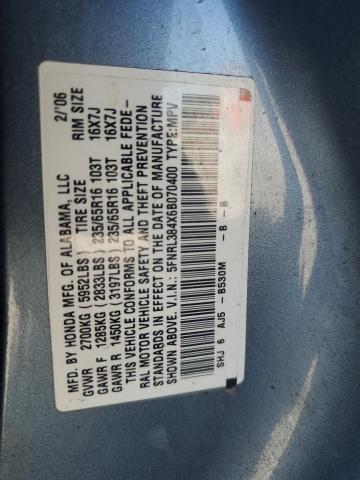 MFD. BY HONDA MFG. OF ALABAMA, LLC 2/'06
GVWR 2700KG (5952LBS) TIRE SIZE RIM SIZE
GAWR F 1285KG (2833LBS) 235/65R16 103T 16X7J
GAWR R 1450KG (3197LBS) 235/65R16 103T 16X7J
THIS VEHICLE CONFORMS TO ALL APPLICABLE FEDE-
RAL MOTOR VEHICLE SAFETY AND THEFT PREVENTION
STANDARDS IN EFFECT ON THE DATE OF MANUFACTURE
SHOWN ABOVE. V.I.N.: 5FNRL384X6B070400 TYPE:MPV
SHJ 6 AJ5 - B530M - B - B